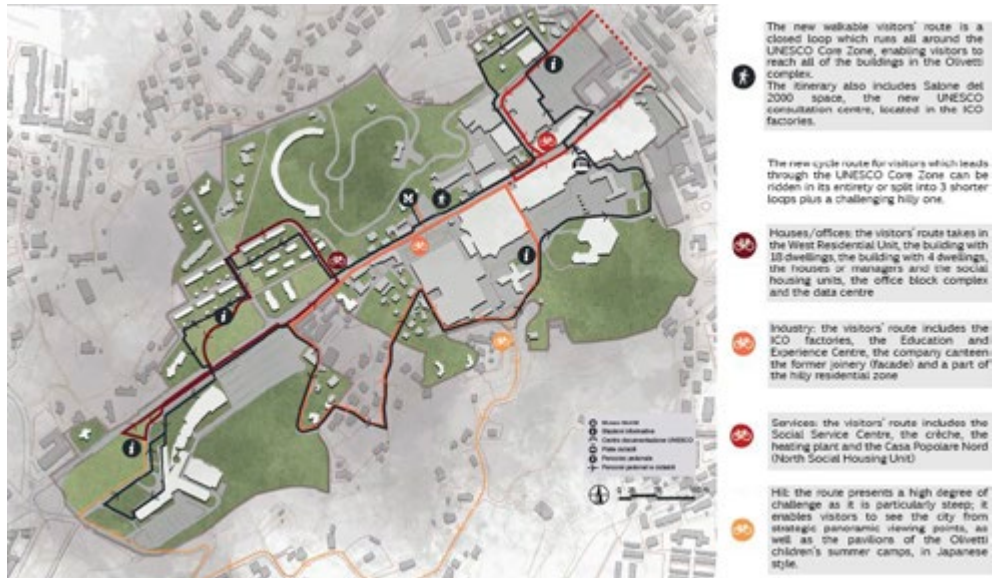 The new walkable visitors' route is a
closed loop which runs all around the
UNESCO Core Zone, enabling visitors to
reach all of the buildings in the Olivetti
complex.
The itinerary also includes Salone del
2000 space, the new UNESCO
consultation centre, located in the ICO
factories.
The new cycle route for visitors which leads
through the UNESCO Core Zone can be
ridden in its entirety or split into 3 shorter
loops plus a challenging hilly one.
Houses/offices: the visitors' route takes in
the West Residential Unit, the building with
18 dwellings, the building with 4 dwellings,
the houses or managers and the social
housing units, the office block complex
and the data centre
Industry: the visitors' route includes the
ICO factories, the Education and
Experience Centre, the company canteen
the former joinery (facade) and a part of
the hilly residential zone
Services: the visitors' route includes the
Social Service Centre, the crêche, the
heating plant and the Casa Popolare Nord
(North Social Housing Unit)
Hill: the route presents a high degree of
challenge as it is particularly steep; it
enables visitors to see the city from
strategic panoramic viewing points, as
well as the pavilions of the Olivetti
children's summer camps, in Japanese
style.
i
M
i
i
i
Centro documentazione UNESCO